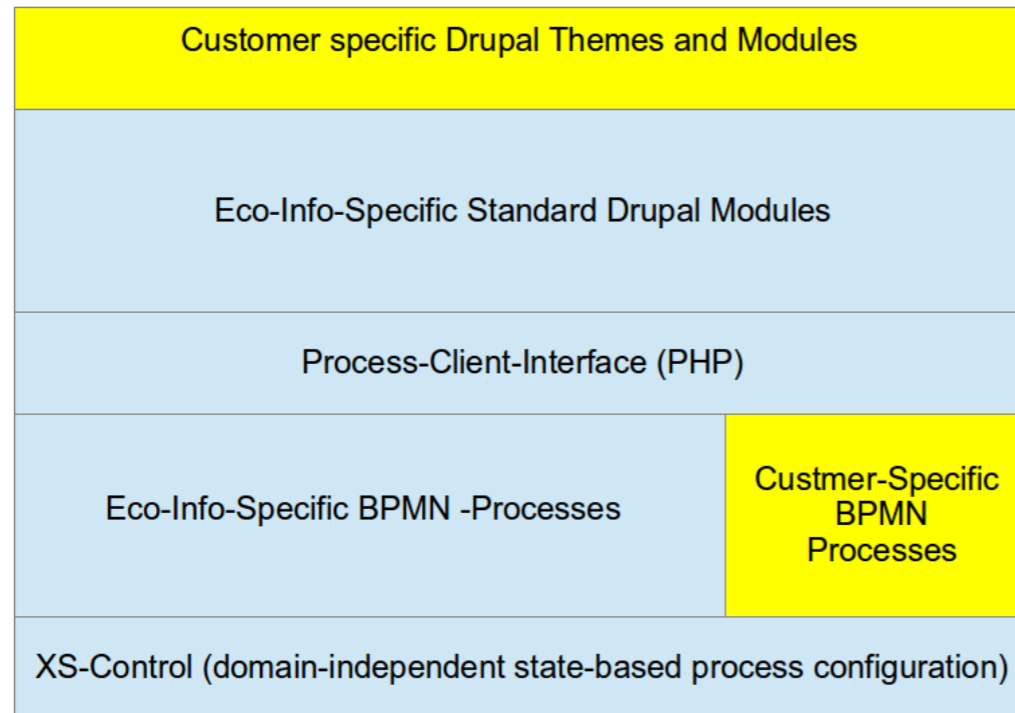 Customer specific Drupal Themes and Modules
Eco-Info-Specific Standard Drupal Modules
Process-Client-Interface (PHP)
Eco-Info-Specific BPMN -Processes
Custmer-Specific
BPMN
Processes
XS-Control (domain-independent state-based process configuration)